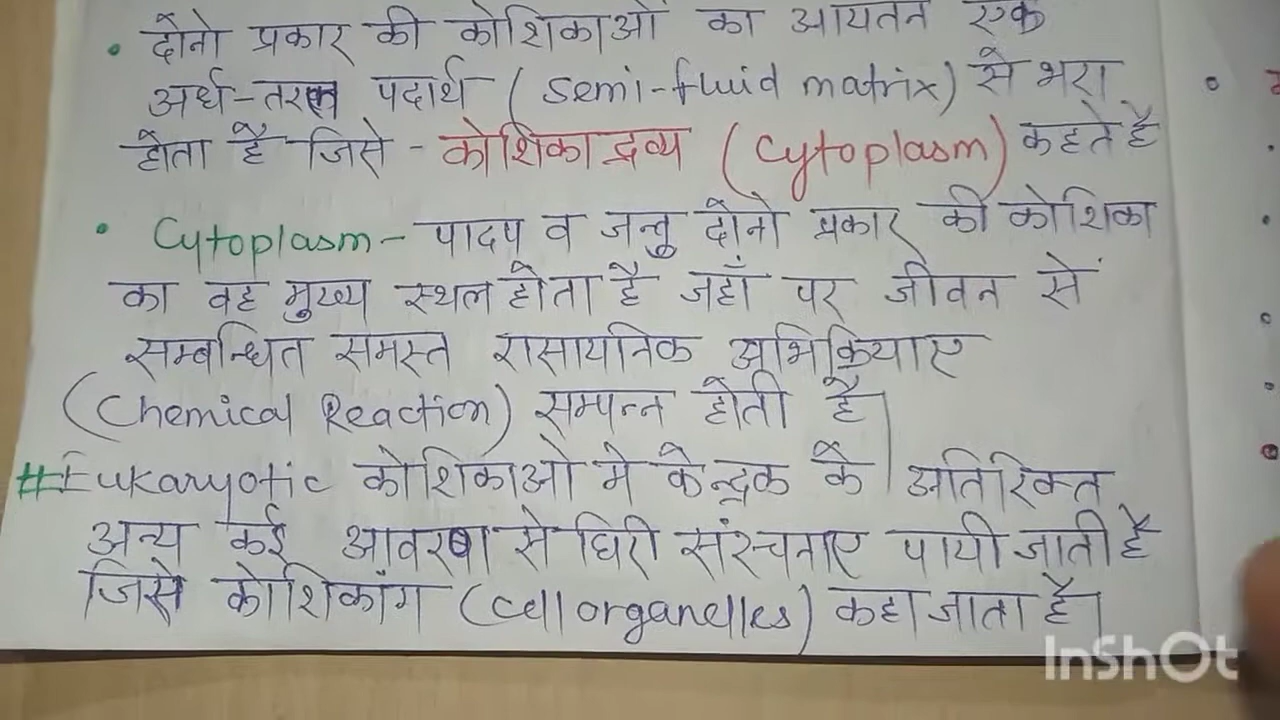 • दोनो प्रकार की कोशिकाओं का आयतन एक
अर्ध-तरल पदार्थ (semi-fluid matrix) से भरा
होता है जिसे - कोशिका द्रव्य (Cytoplasm) कहते है
• Cytoplasm - पादप व जन्तु दोनो प्रकार की कोशिका
का वह मुख्य स्थल होता है जहाँ पर जीवन से
सम्बन्धित समस्त रासायनिक अभिक्रियाए
(Chemical Reaction) सम्पन्न होती है।
#Eukaryotic कोशिकाओ मे केन्द्रक के अतिरिक्त
अन्य कई आवरण से घिरी संरचनाए पायी जाती है
जिसे कोशिकांग (cell organelles) कहा जाता है।
InShOt